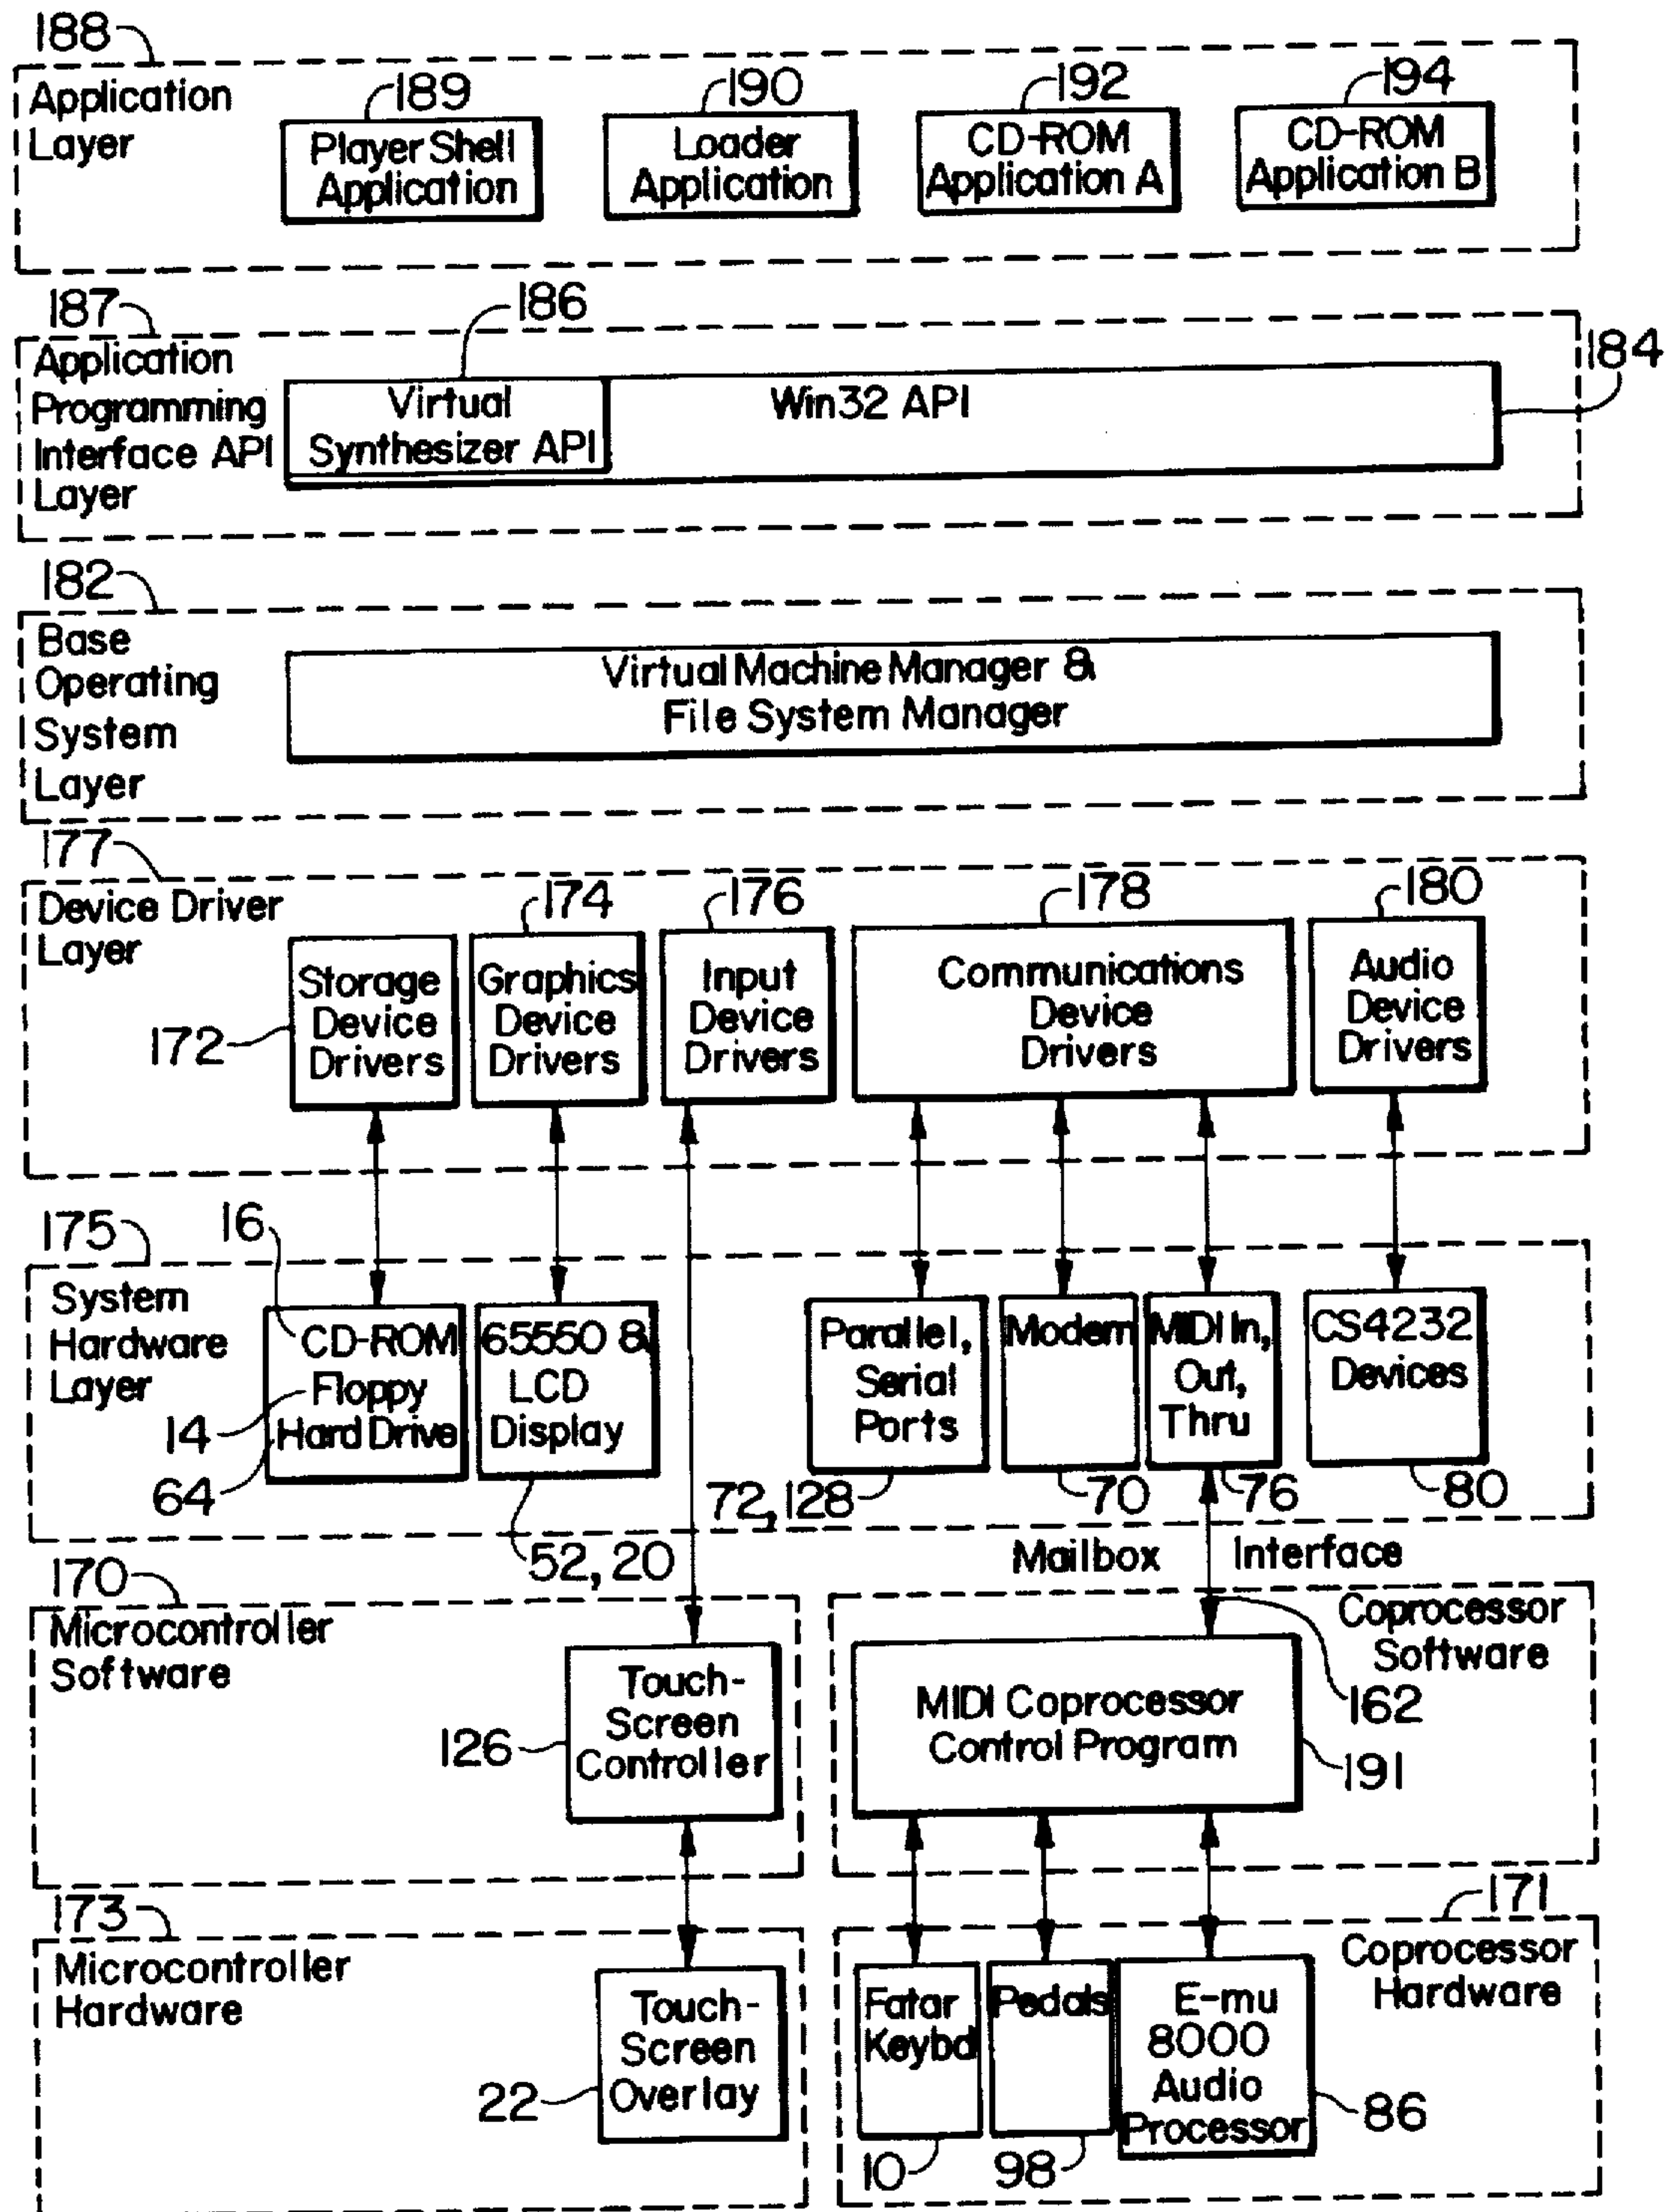 188
Application
Layer
189
Player Shell
Application
190
Loader
Application
192
CD-ROM
Application A
194
CD-ROM
Application B
187
Application
Programming
Interface API
Layer
186
Virtual
Synthesizer API
Win32 API
184
182
Base
Operating
System
Layer
Virtual Machine Manager &
File System Manager
177
Device Driver
Layer
172
Storage
Device
Drivers
174
Graphics
Device
Drivers
176
Input
Device
Drivers
178
Communications
Device
Drivers
180
Audio
Device
Drivers
175
System
Hardware
Layer
16
CD-ROM
Floppy
Hard Drive
14
64
65550 &
LCD
Display
52, 20
Parallel,
Serial
Ports
72, 128
Modem
70
MIDI In,
Out,
Thru
76
CS4232
Devices
80
Mailbox Interface
170
Microcontroller
Software
126
Touch-
Screen
Controller
Coprocessor
Software
162
MIDI Coprocessor
Control Program
191
173
Microcontroller
Hardware
Touch-
Screen
Overlay
22
171
Coprocessor
Hardware
Fatar
Keybd
10
Pedals
98
E-mu
8000
Audio
Processor
86